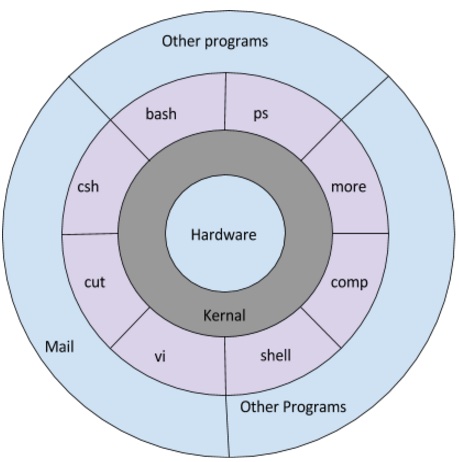 Other programs
bash
ps
csh
more
Hardware
cut
comp
Kernal
Mail
vi
shell
Other Programs